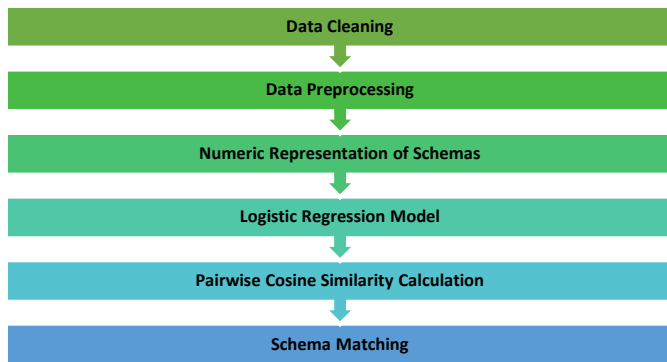 Data Cleaning
Data Preprocessing
Numeric Representation of Schemas
Logistic Regression Model
Pairwise Cosine Similarity Calculation
Schema Matching